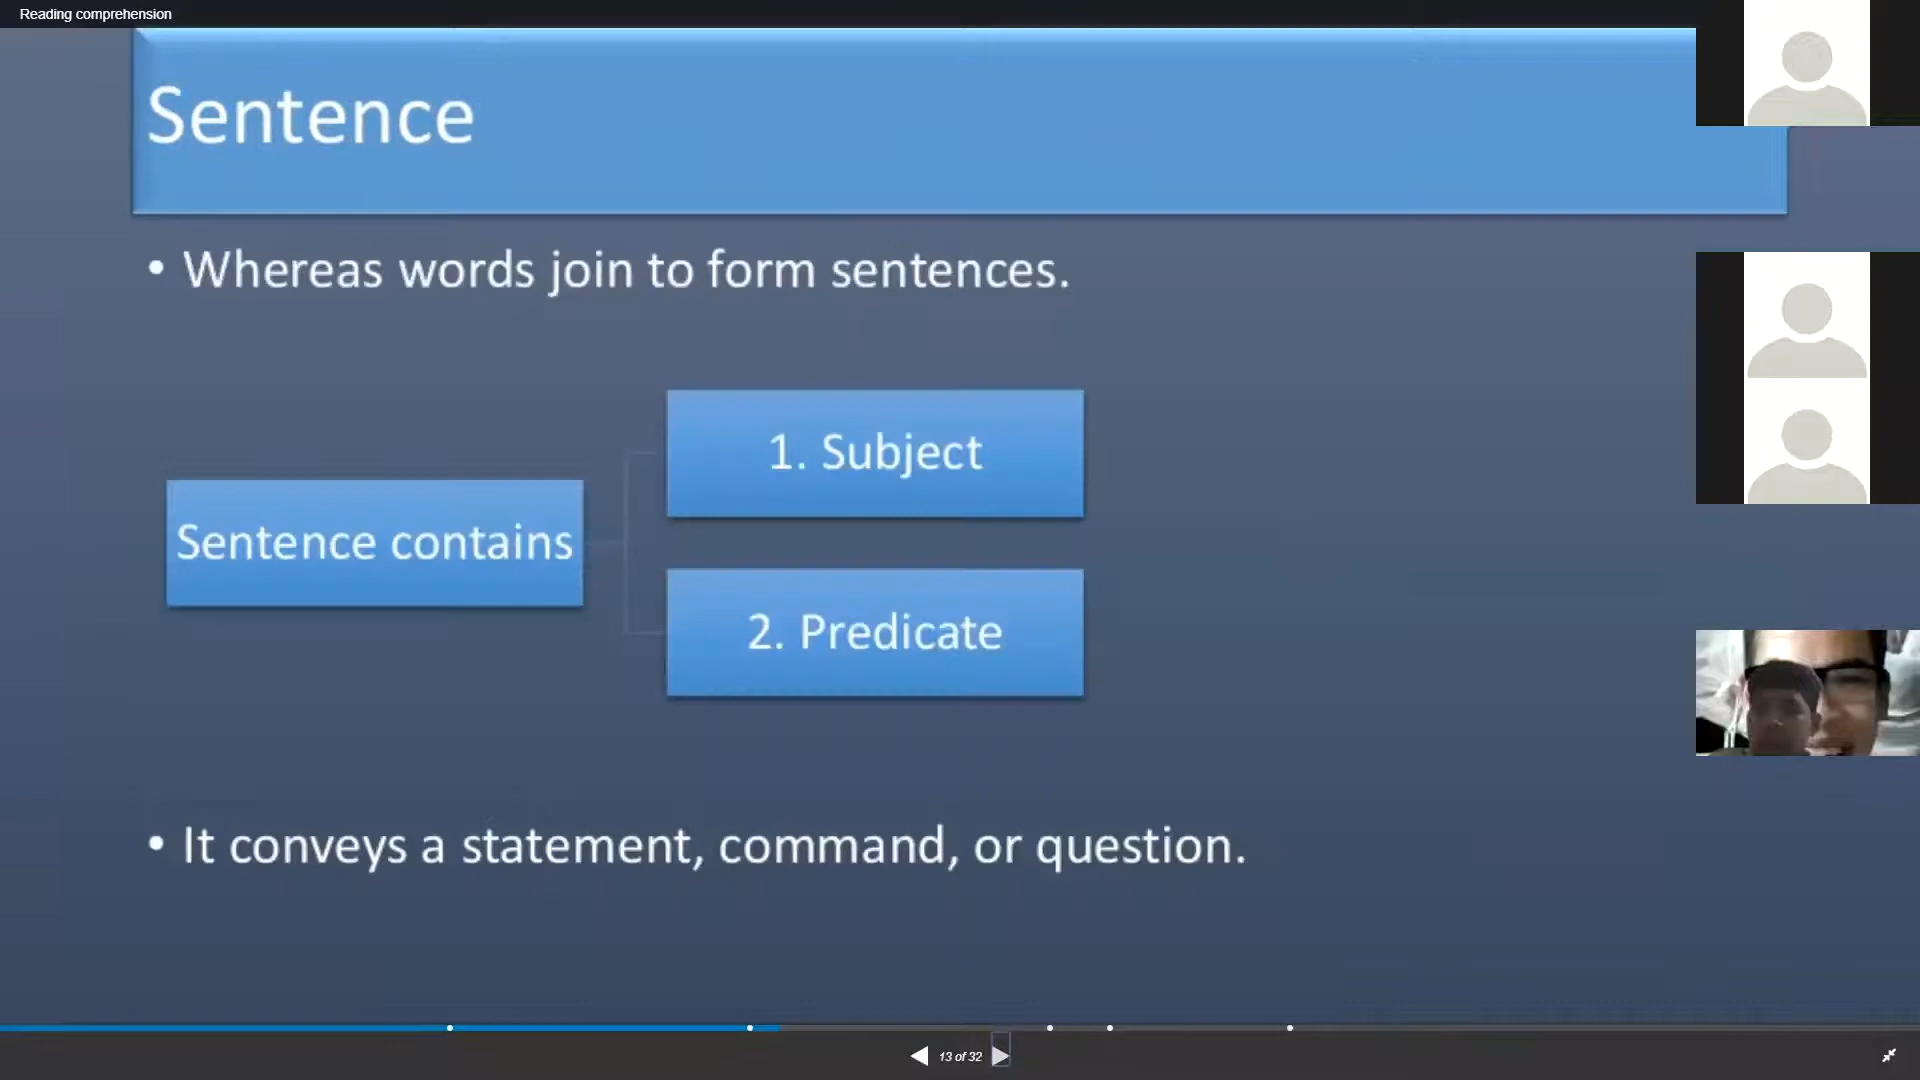 Reading comprehension
Sentence
• Whereas words join to form sentences.
Sentence contains
1. Subject
2. Predicate
• It conveys a statement, command, or question.
13 of 32